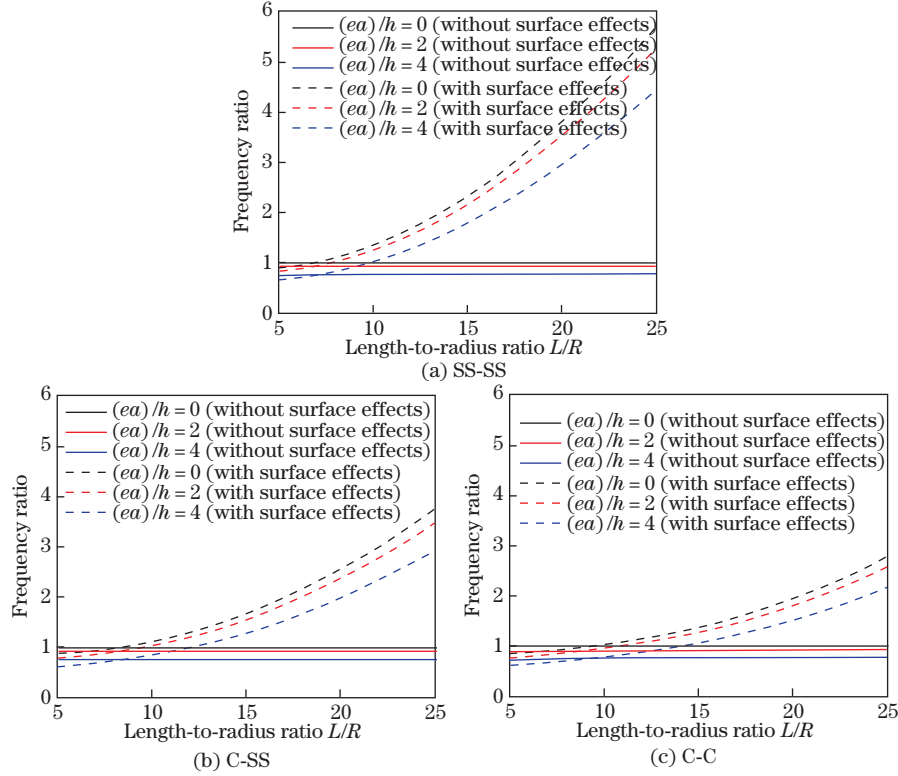 6
5
4
3
2
1
0
Frequency ratio
(ea)/h = 0 (without surface effects)
(ea)/h = 2 (without surface effects)
(ea)/h = 4 (without surface effects)
(ea)/h = 0 (with surface effects)
(ea)/h = 2 (with surface effects)
(ea)/h = 4 (with surface effects)
5 10 15 20 25
Length-to-radius ratio L/R
(a) SS-SS
6
5
4
3
2
1
0
Frequency ratio
(ea)/h = 0 (without surface effects)
(ea)/h = 2 (without surface effects)
(ea)/h = 4 (without surface effects)
(ea)/h = 0 (with surface effects)
(ea)/h = 2 (with surface effects)
(ea)/h = 4 (with surface effects)
5 10 15 20 25
Length-to-radius ratio L/R
(b) C-SS
6
5
4
3
2
1
0
Frequency ratio
(ea)/h = 0 (without surface effects)
(ea)/h = 2 (without surface effects)
(ea)/h = 4 (without surface effects)
(ea)/h = 0 (with surface effects)
(ea)/h = 2 (with surface effects)
(ea)/h = 4 (with surface effects)
5 10 15 20 25
Length-to-radius ratio L/R
(c) C-C